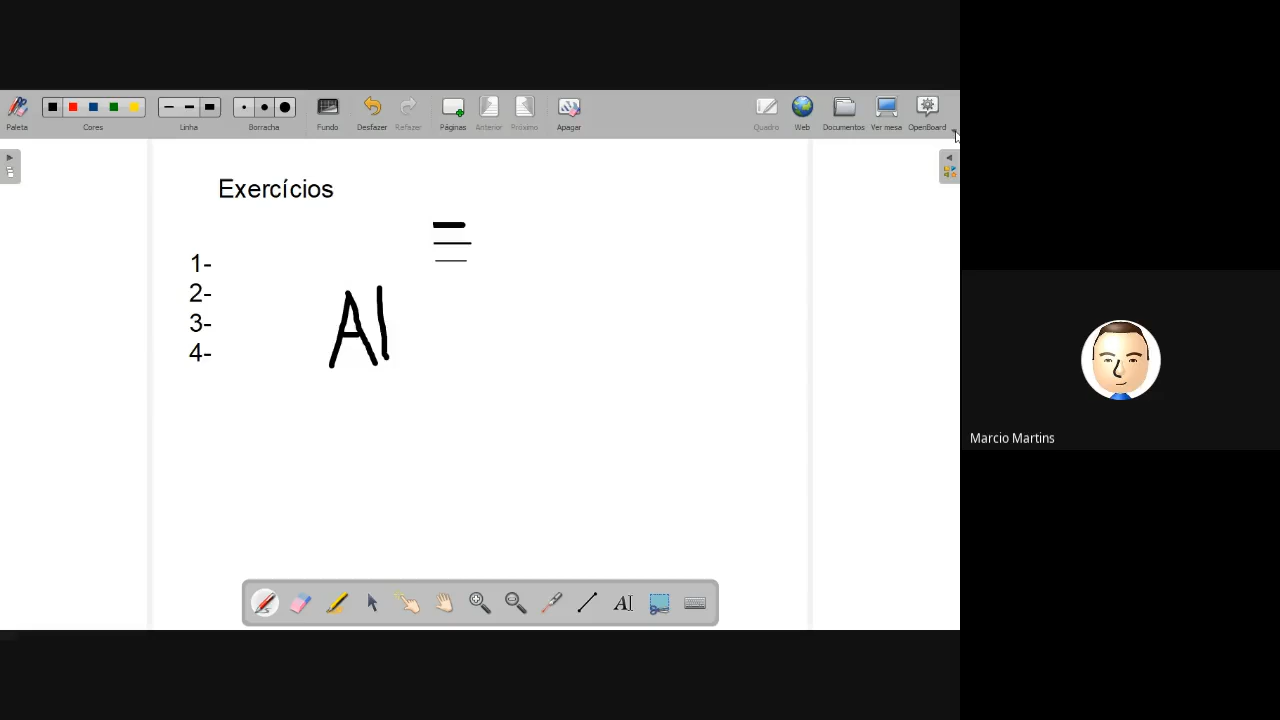 Paleta Cores Linha Borracha Fundo Desfazer Refazer Páginas Anterior Próximo Apagar Quadro Web Documentos Ver mesa OpenBoard
Exercícios
1-
2-
3-
4-
Al
AI
Marcio Martins